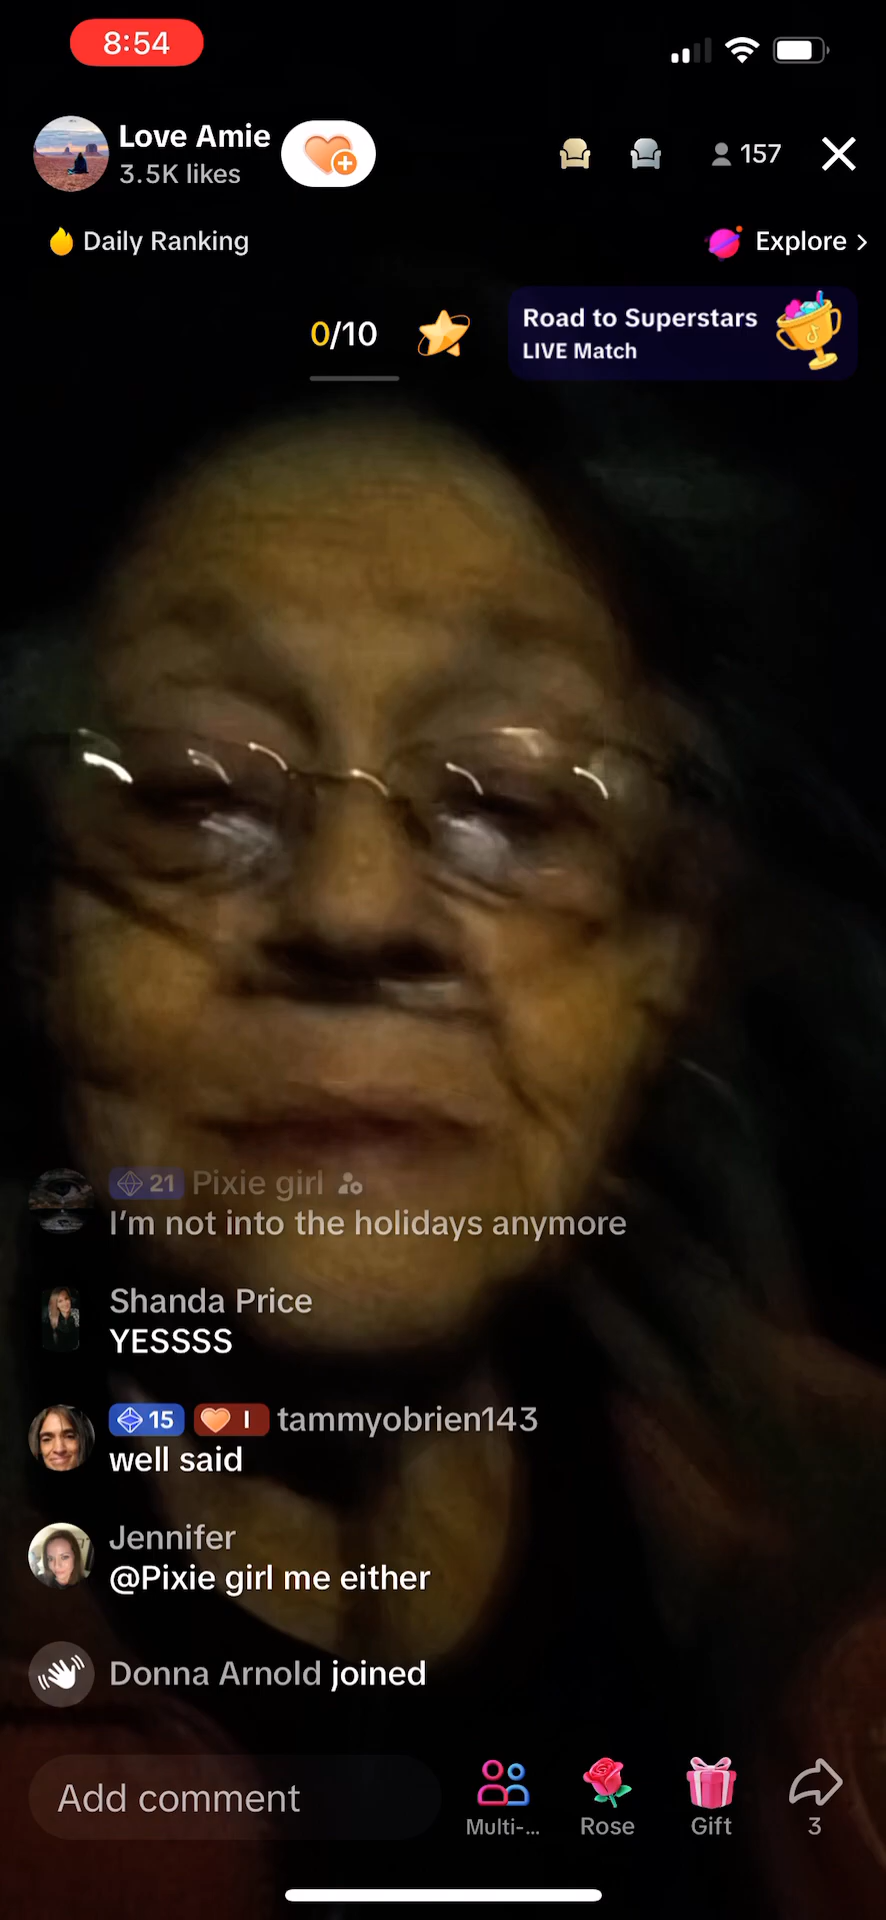 8:54
Love Amie
3.5K likes
157
Daily Ranking
Explore >
0/10
Road to Superstars
LIVE Match
21 Pixie girl
I'm not into the holidays anymore
Shanda Price
YESSSS
15 I tammyobrien143
well said
Jennifer
@Pixie girl me either
Donna Arnold joined
Add comment
Multi-...
Rose
Gift
3